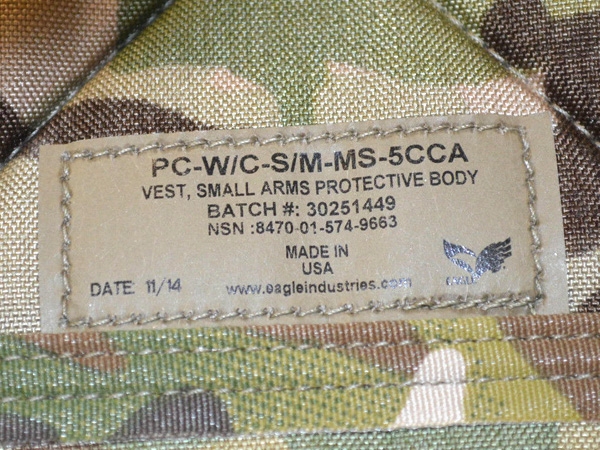 PC-W/C-S/M-MS-5CCA
VEST, SMALL ARMS PROTECTIVE BODY
BATCH #: 30251449
NSN :8470-01-574-9663
MADE IN
USA
DATE: 11/14
www.eagleindustries.com
EAGLE